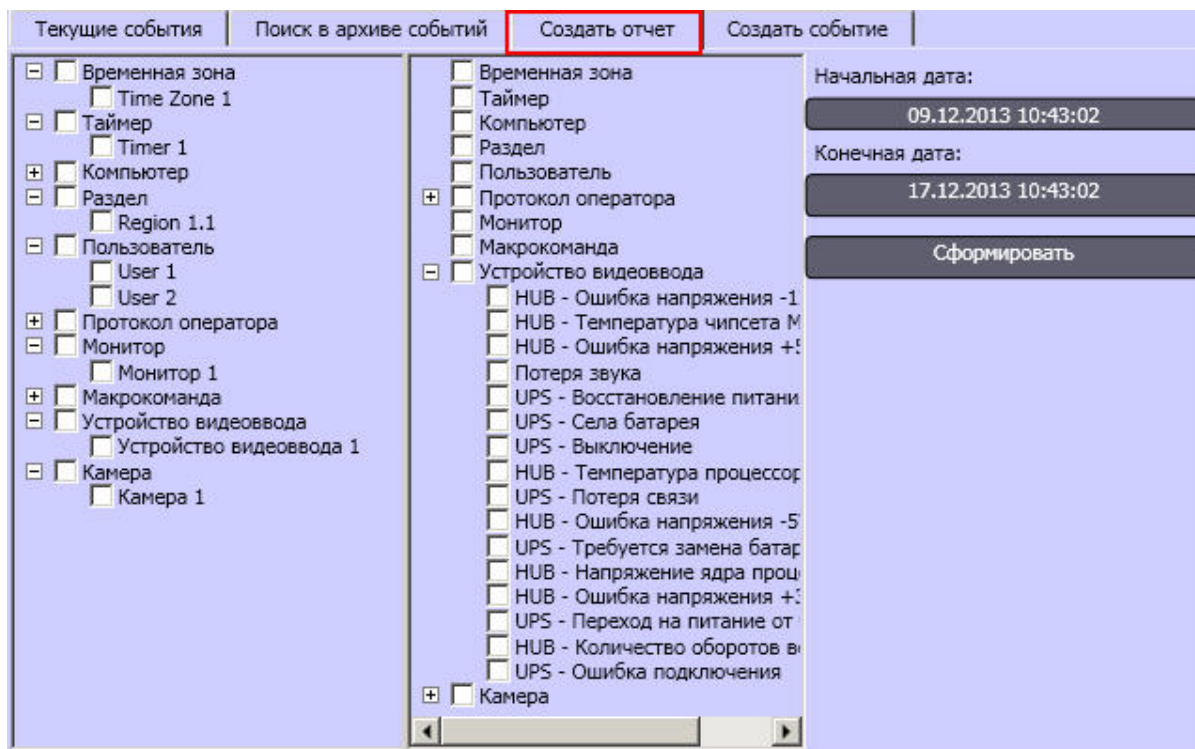 Текущие события
Поиск в архиве событий
Создать отчет
Создать событие
Временная зона
Time Zone 1
Таймер
Timer 1
Компьютер
Раздел
Region 1.1
Пользователь
User 1
User 2
Протокол оператора
Монитор
Монитор 1
Макрокоманда
Устройство видеоввода
Устройство видеоввода 1
Камера
Камера 1
Временная зона
Таймер
Компьютер
Раздел
Пользователь
Протокол оператора
Монитор
Макрокоманда
Устройство видеоввода
HUB - Ошибка напряжения -1
HUB - Температура чипсета
HUB - Ошибка напряжения
Потеря звука
UPS - Восстановление
UPS - Села батарея
UPS - Выключение
HUB - Температура
UPS - Потеря связи
HUB - Ошибка напряжения
UPS - Требуется замена
HUB - Напряжение ядра
HUB - Ошибка напряжения
UPS - Переход на питание от
HUB - Количество оборотов
UPS - Ошибка подключения
Камера
Начальная дата:
09.12.2013 10:43:02
Конечная дата:
17.12.2013 10:43:02
Сформировать